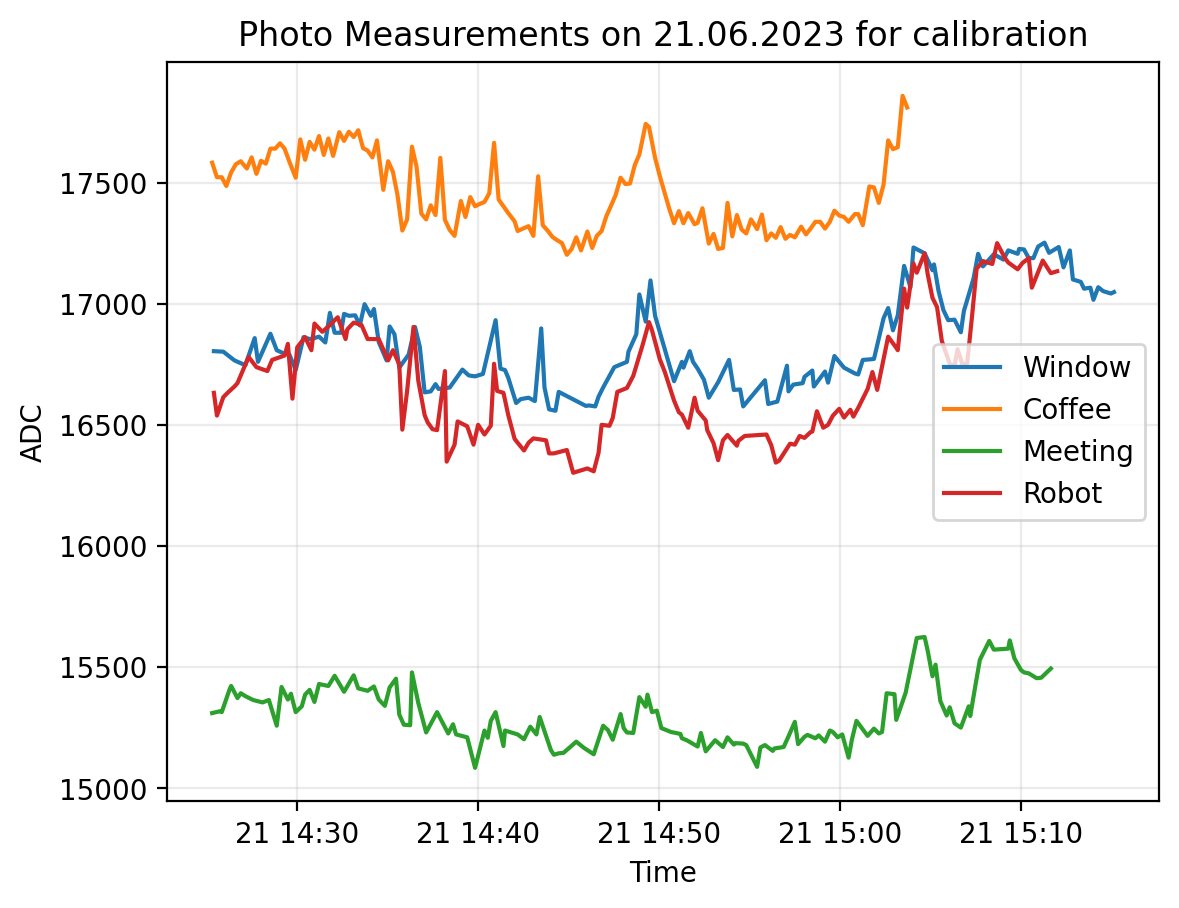 Photo Measurements on 21.06.2023 for calibration
17500
17000
16500
16000
15500
15000
ADC
Window
Coffee
Meeting
Robot
21 14:30
21 14:40
21 14:50
21 15:00
21 15:10
Time